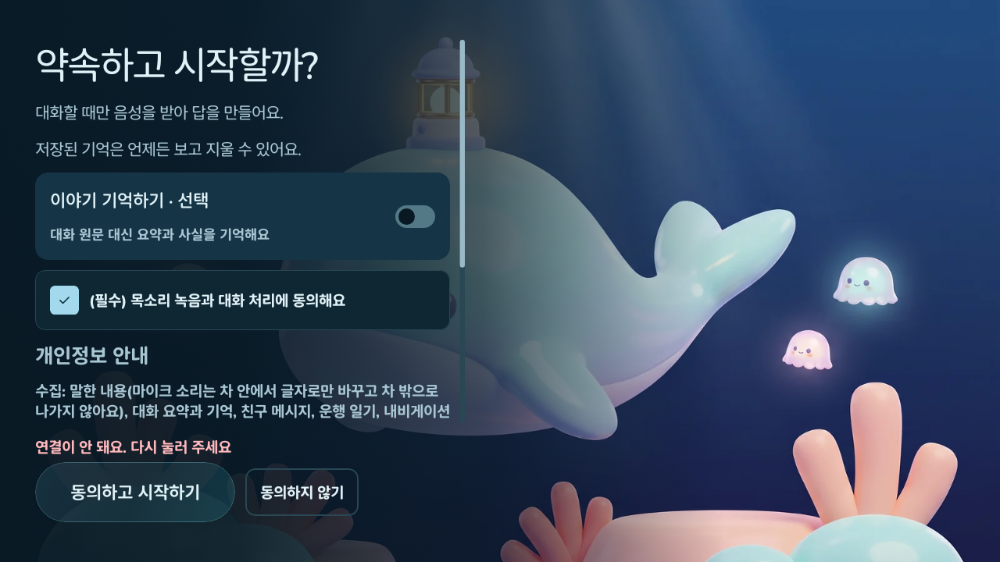 약속하고 시작할까?
대화할 때만 음성을 받아 답을 만들어요.
저장된 기억은 언제든 보고 지울 수 있어요.
이야기 기억하기 · 선택
대화 원문 대신 요약과 사실을 기억해요
(필수) 목소리 녹음과 대화 처리에 동의해요
개인정보 안내
수집: 말한 내용(마이크 소리는 차 안에서 글자로만 바꾸고 차 밖으로
나가지 않아요), 대화 요약과 기억, 친구 메시지, 운행 일기, 내비게이션
연결이 안 돼요. 다시 눌러 주세요
동의하고 시작하기
동의하지 않기